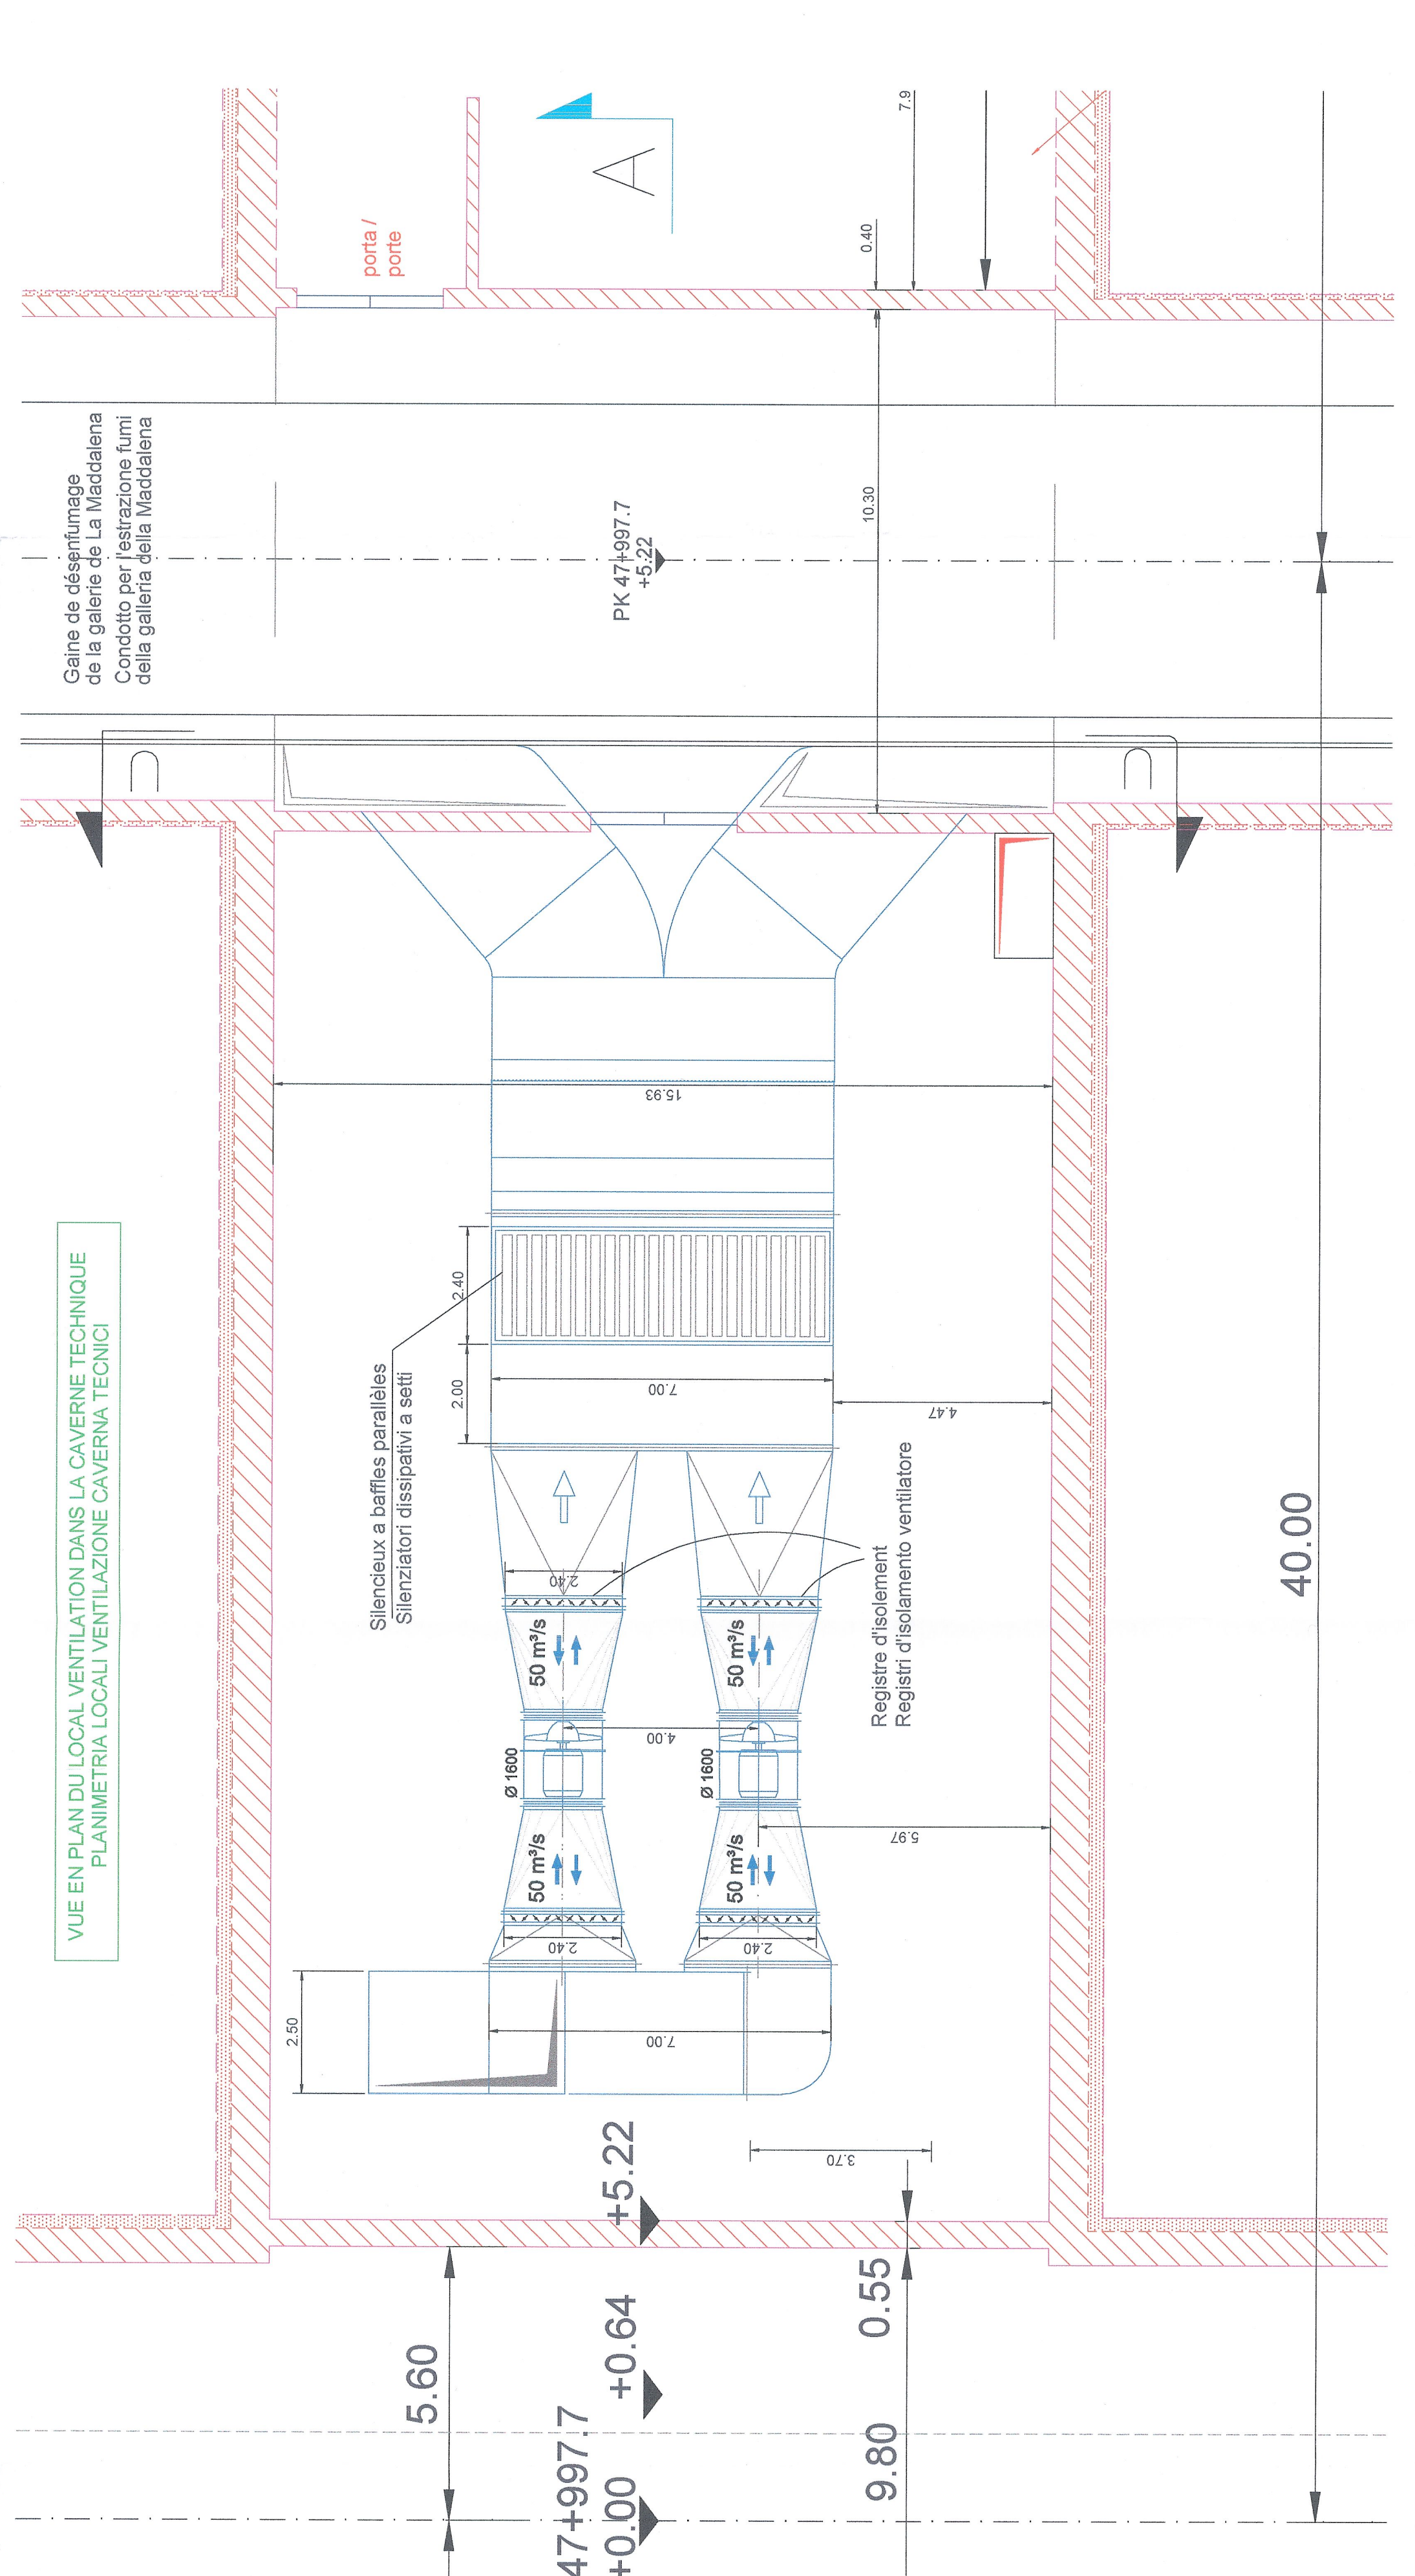 VUE EN PLAN DU LOCAL VENTILATION DANS LA CAVERNE TECHNIQUE
PLANIMETRIA LOCALI VENTILAZIONE CAVERNA TECNICI
Gaine de désenfumage
de la galerie de La Maddalena
Condotto per l'estrazione fumi
della galleria della Maddalena
porta /
porte
A
7.9
0.40
10.30
PK 47+997.7
+5.22
15.93
Silencieux a baffles parallèles
Silenziatori dissipativi a setti
2.40
2.00
7.00
4.47
Registre d'isolement
Registri d'isolamento ventilatore
2.40
50 m³/s
50 m³/s
Ø 1600
Ø 1600
4.00
5.97
50 m³/s
50 m³/s
2.40
2.40
2.50
7.00
3.70
40.00
+5.22
0.55
5.60
+0.64
9.80
47+997.7
+0.00